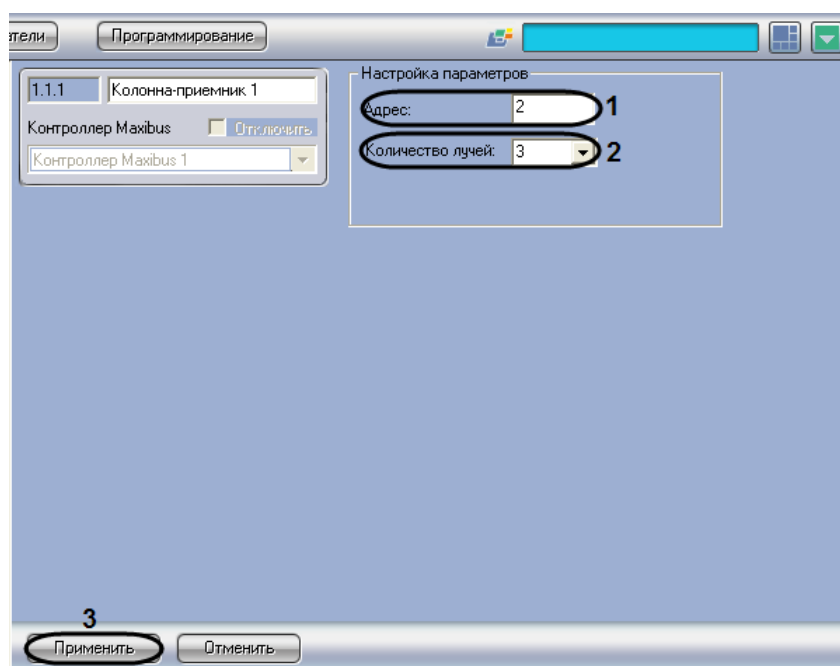 атели Программирование
1.1.1 Колонна-приемник 1
Контроллер Maxibus Отключить
Контроллер Maxibus 1
Настройка параметров
Адрес: 2 1
Количество лучей: 3 2
3
Применить Отменить